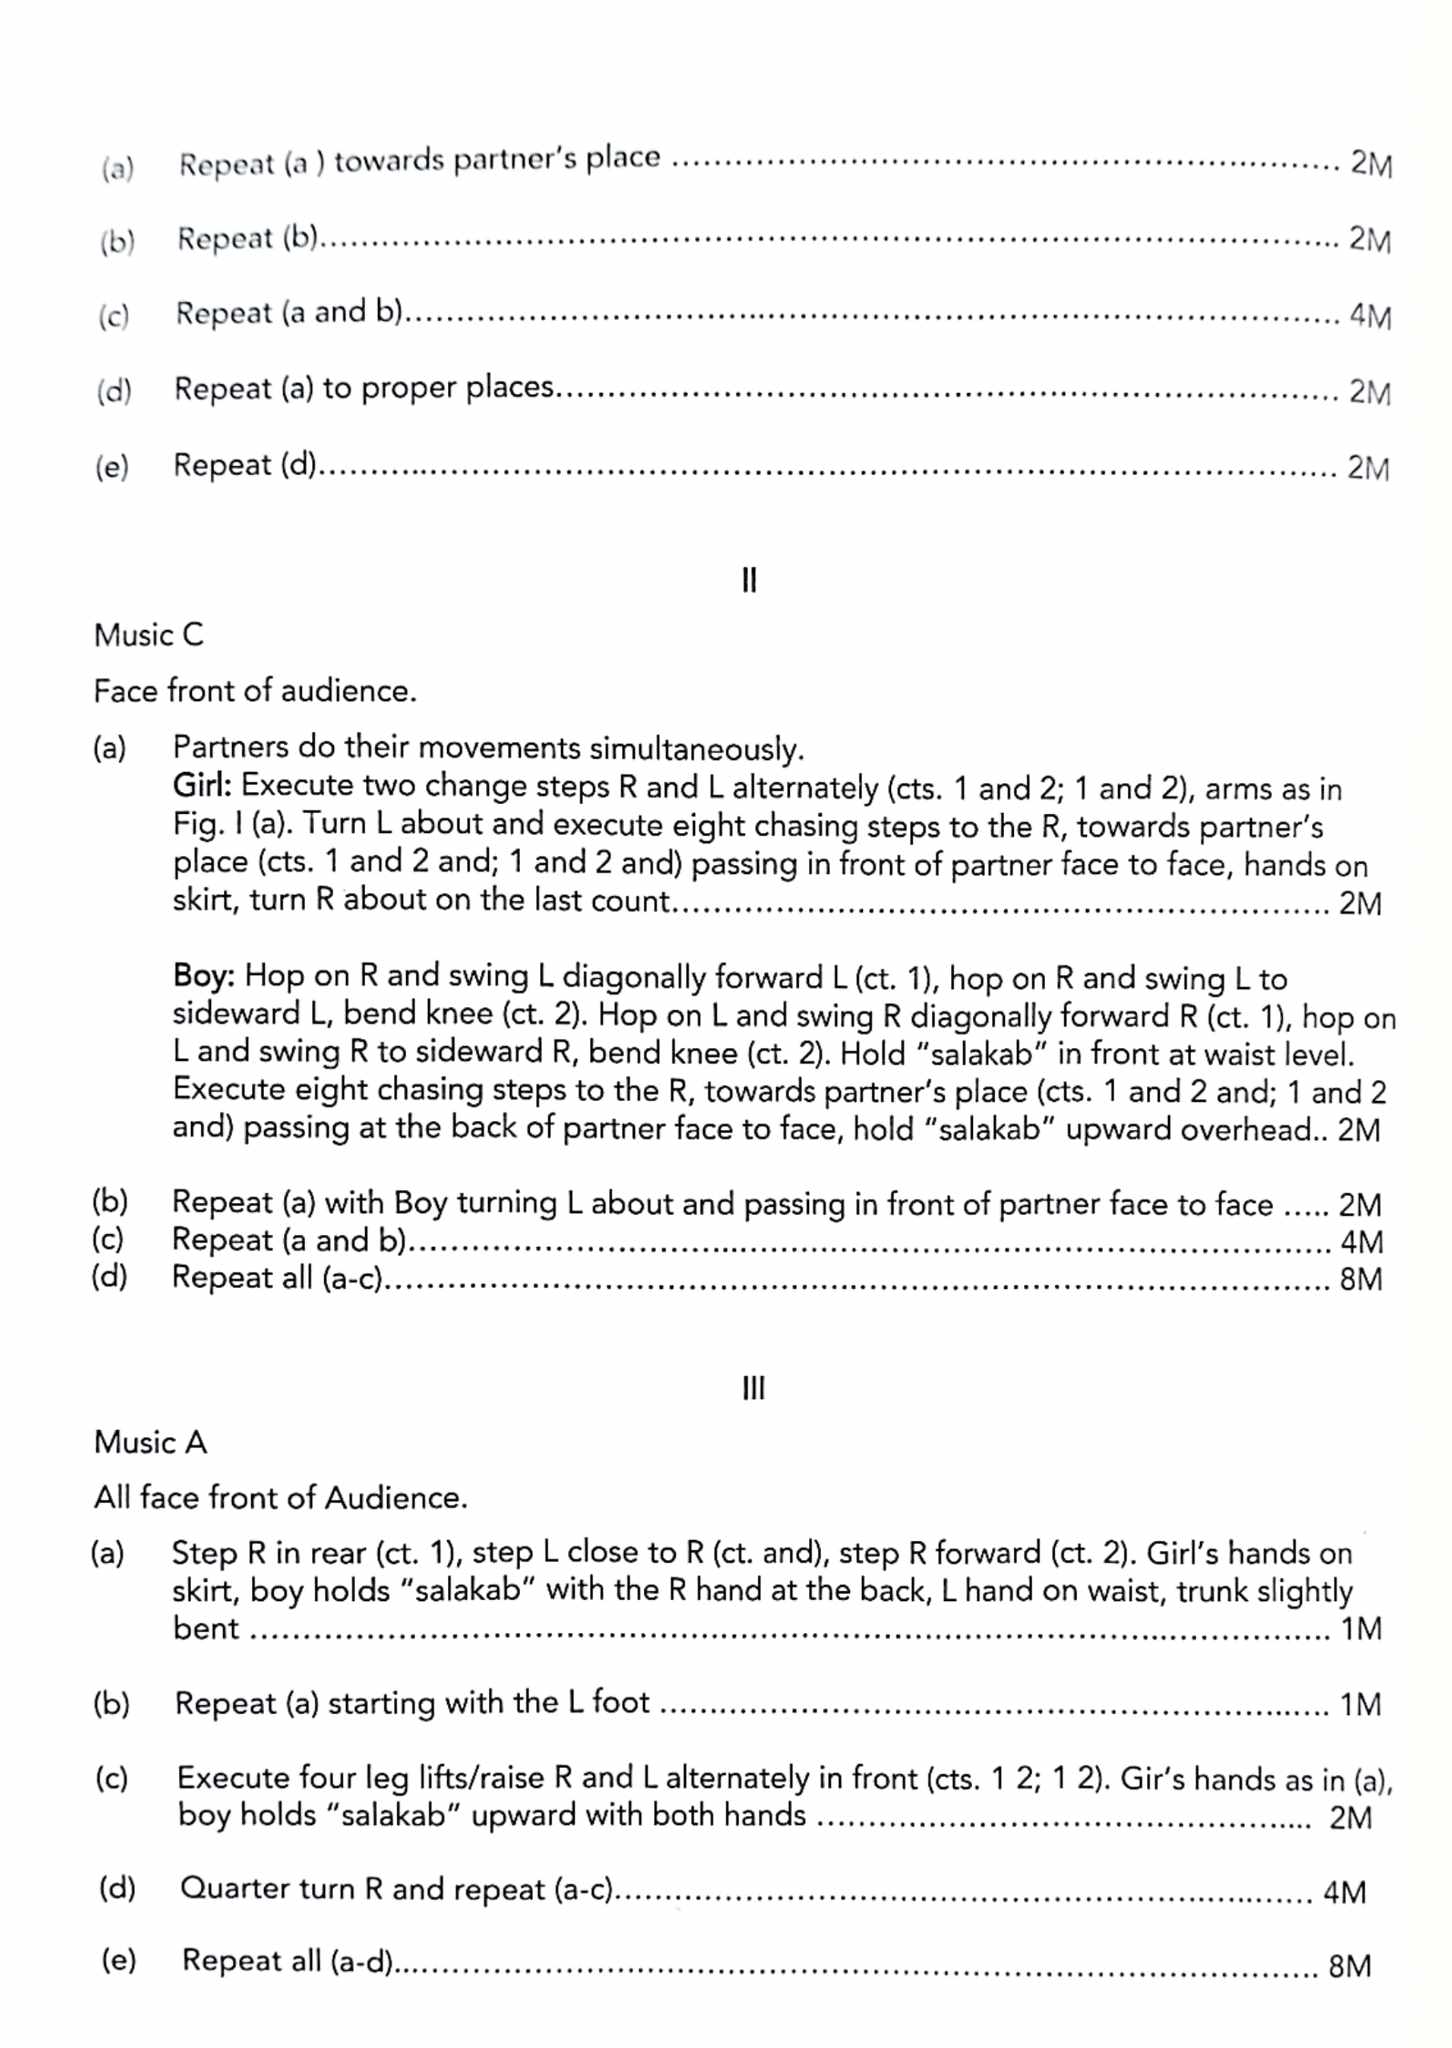 (a) Repeat (a ) towards partner's place ........................................ 2M
(b) Repeat (b)........................................ 2M
(c) Repeat (a and b)........................................ 4M
(d) Repeat (a) to proper places........................................ 2M
(e) Repeat (d)........................................ 2M
II
Music C
Face front of audience.
(a) Partners do their movements simultaneously.
Girl: Execute two change steps R and L alternately (cts. 1 and 2; 1 and 2), arms as in
Fig. I (a). Turn L about and execute eight chasing steps to the R, towards partner's
place (cts. 1 and 2 and; 1 and 2 and) passing in front of partner face to face, hands on
skirt, turn R about on the last count........................................ 2M
Boy: Hop on R and swing L diagonally forward L (ct. 1), hop on R and swing L to
sideward L, bend knee (ct. 2). Hop on L and swing R diagonally forward R (ct. 1), hop on
L and swing R to sideward R, bend knee (ct. 2). Hold "salakab" in front at waist level.
Execute eight chasing steps to the R, towards partner's place (cts. 1 and 2 and; 1 and 2
and) passing at the back of partner face to face, hold "salakab" upward overhead.. 2M
(b) Repeat (a) with Boy turning L about and passing in front of partner face to face ..... 2M
(c) Repeat (a and b)........................................ 4M
(d) Repeat all (a-c)........................................ 8M
III
Music A
All face front of Audience.
(a) Step R in rear (ct. 1), step L close to R (ct. and), step R forward (ct. 2). Girl's hands on
skirt, boy holds "salakab" with the R hand at the back, L hand on waist, trunk slightly
bent ........................................ 1M
(b) Repeat (a) starting with the L foot ........................................ 1M
(c) Execute four leg lifts/raise R and L alternately in front (cts. 1 2; 1 2). Gir's hands as in (a),
boy holds "salakab" upward with both hands ........................................ 2M
(d) Quarter turn R and repeat (a-c)........................................ 4M
(e) Repeat all (a-d)........................................ 8M